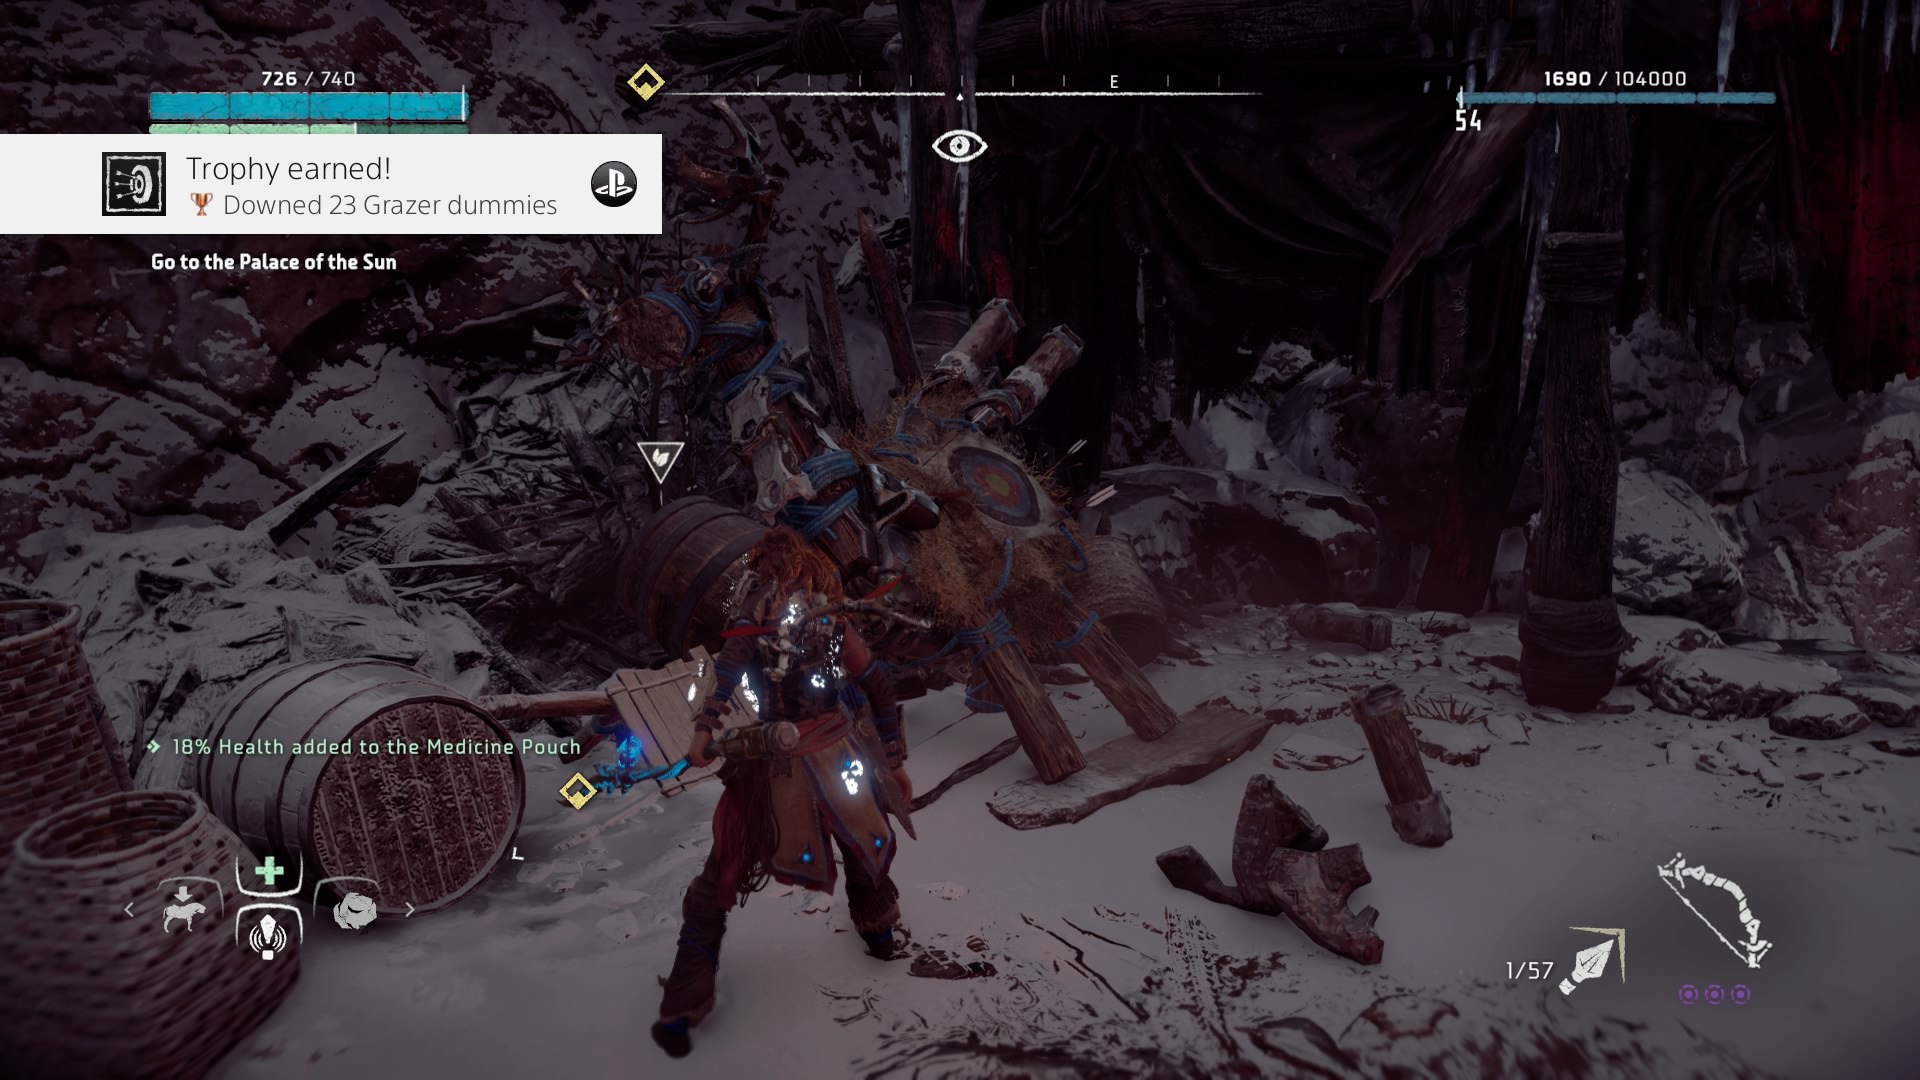 726 / 740
E
1690 / 104000
54
Trophy earned!
Downed 23 Grazer dummies
Go to the Palace of the Sun
18% Health added to the Medicine Pouch
1/57